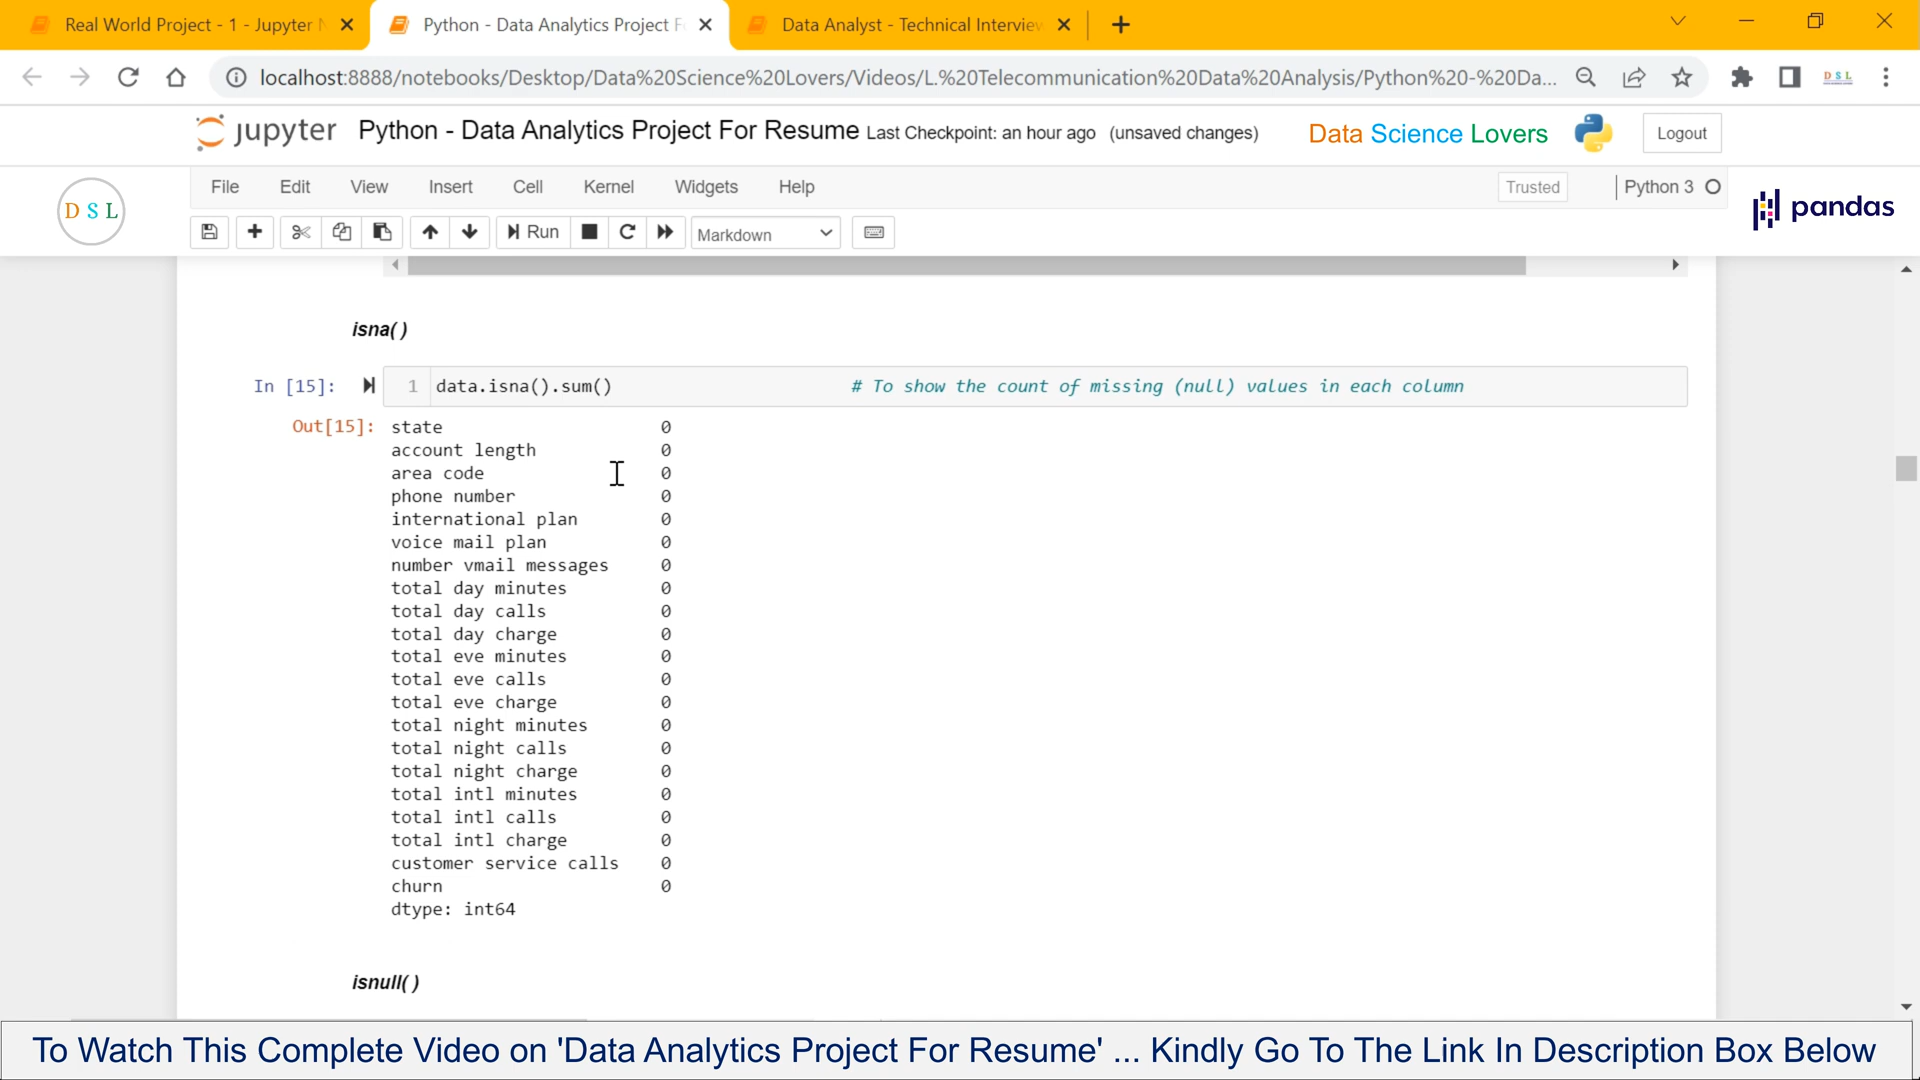 Real World Project - 1 - Jupyter N
Python - Data Analytics Project F
Data Analyst - Technical Interview
localhost:8888/notebooks/Desktop/Data%20Science%20Lovers/Videos/L.%20Telecommunication%20Data%20Analysis/Python%20-%20Da...
DSL
jupyter Python - Data Analytics Project For Resume Last Checkpoint: an hour ago (unsaved changes) Data Science Lovers Logout
DSL
File Edit View Insert Cell Kernel Widgets Help Trusted Python 3
pandas
Run Markdown
isna( )
In [15]: 1 data.isna().sum() # To show the count of missing (null) values in each column
Out[15]: state 0
account length 0
area code 0
phone number 0
international plan 0
voice mail plan 0
number vmail messages 0
total day minutes 0
total day calls 0
total day charge 0
total eve minutes 0
total eve calls 0
total eve charge 0
total night minutes 0
total night calls 0
total night charge 0
total intl minutes 0
total intl calls 0
total intl charge 0
customer service calls 0
churn 0
dtype: int64
isnull( )
To Watch This Complete Video on 'Data Analytics Project For Resume' ... Kindly Go To The Link In Description Box Below